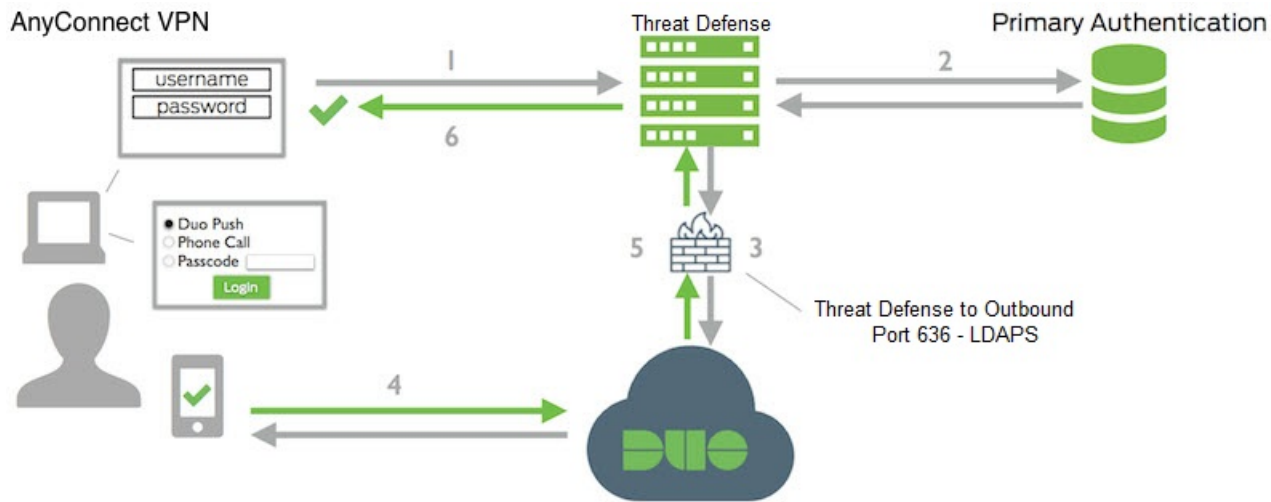 AnyConnect VPN
Threat Defense
Primary Authentication
username
password
1
2
6
Duo Push
Phone Call
Passcode
Login
5
3
Threat Defense to Outbound
Port 636 - LDAPS
4
DUO